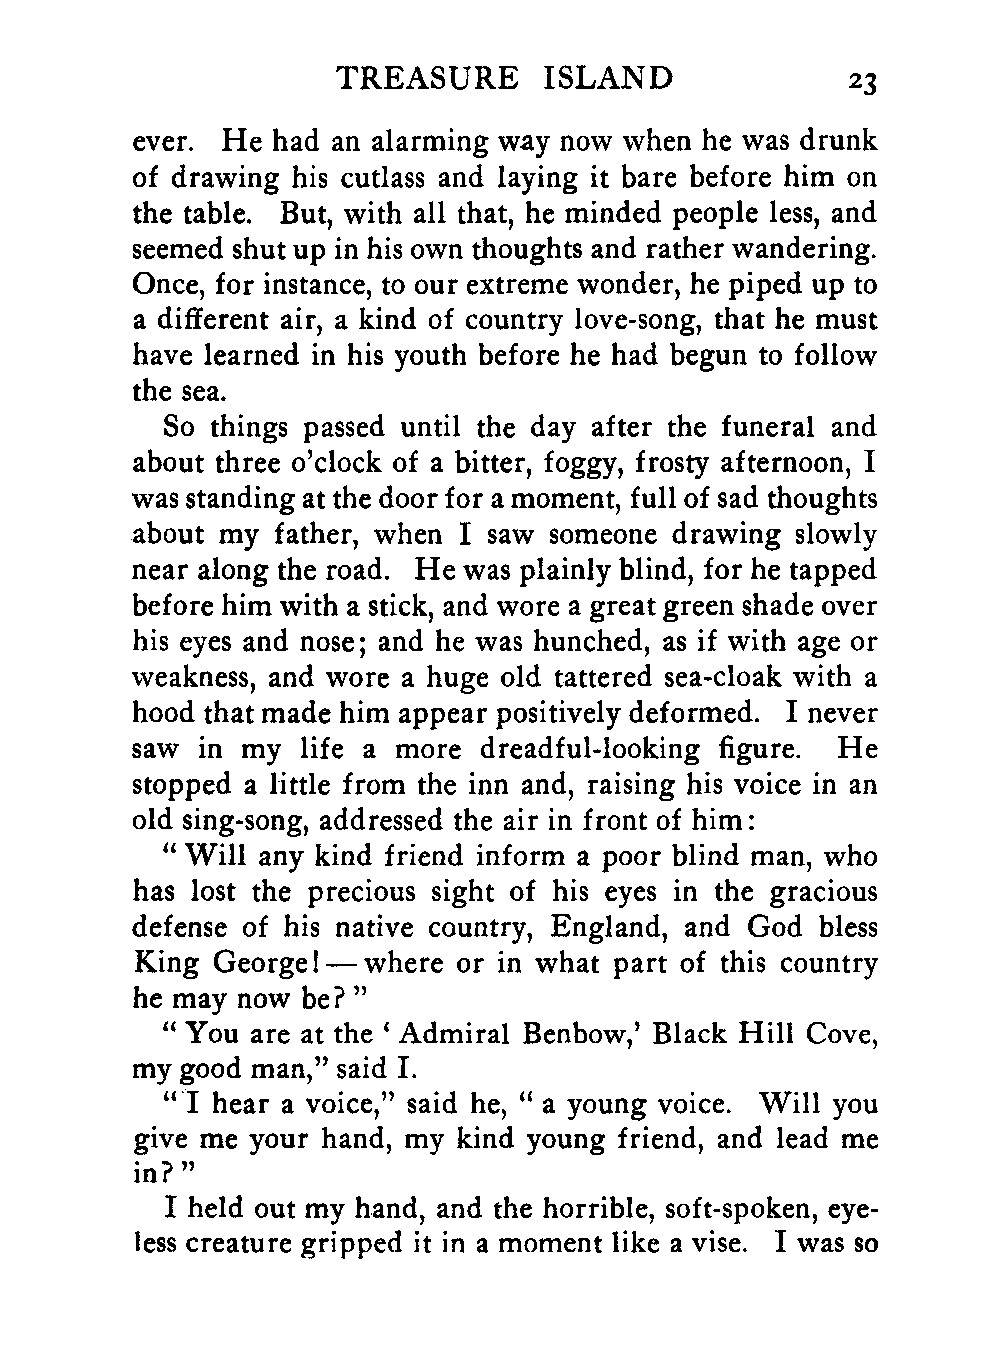 TREASURE ISLAND 23
ever. He had an alarming way now when he was drunk
of drawing his cutlass and laying it bare before him on
the table. But, with all that, he minded people less, and
seemed shut up in his own thoughts and rather wandering.
Once, for instance, to our extreme wonder, he piped up to
a different air, a kind of country love-song, that he must
have learned in his youth before he had begun to follow
the sea.
So things passed until the day after the funeral and
about three o'clock of a bitter, foggy, frosty afternoon, I
was standing at the door for a moment, full of sad thoughts
about my father, when I saw someone drawing slowly
near along the road. He was plainly blind, for he tapped
before him with a stick, and wore a great green shade over
his eyes and nose; and he was hunched, as if with age or
weakness, and wore a huge old tattered sea-cloak with a
hood that made him appear positively deformed. I never
saw in my life a more dreadful-looking figure. He
stopped a little from the inn and, raising his voice in an
old sing-song, addressed the air in front of him:
" Will any kind friend inform a poor blind man, who
has lost the precious sight of his eyes in the gracious
defense of his native country, England, and God bless
King George! — where or in what part of this country
he may now be? "
" You are at the ' Admiral Benbow,' Black Hill Cove,
my good man," said I.
" I hear a voice," said he, " a young voice. Will you
give me your hand, my kind young friend, and lead me
in? "
I held out my hand, and the horrible, soft-spoken, eye-
less creature gripped it in a moment like a vise. I was so